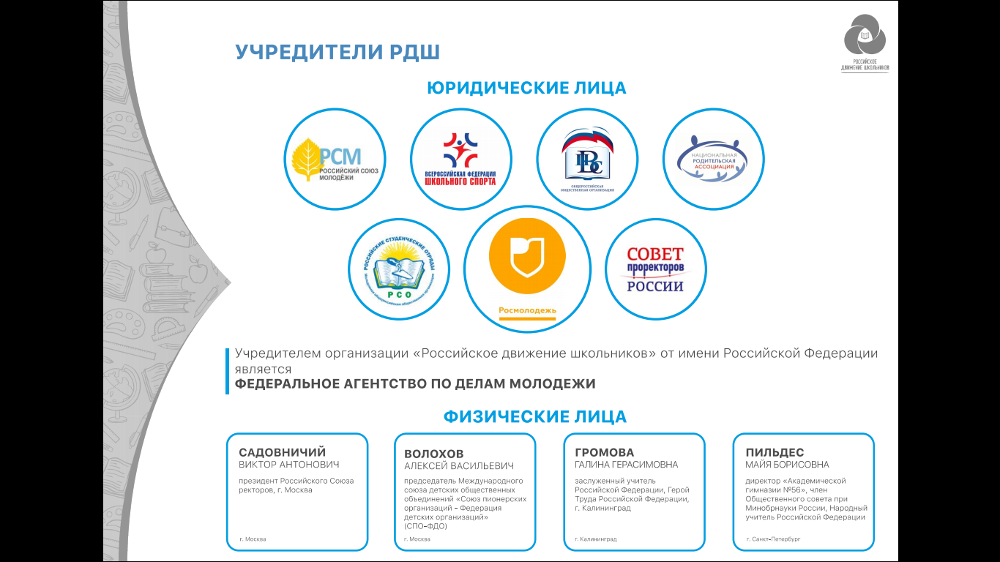 УЧРЕДИТЕЛИ РДШ
РОССИЙСКОЕ
ДВИЖЕНИЕ ШКОЛЬНИКОВ
ЮРИДИЧЕСКИЕ ЛИЦА
РСМ
РОССИЙСКИЙ СОЮЗ
МОЛОДЁЖИ
ВСЕРОССИЙСКАЯ ФЕДЕРАЦИЯ
ШКОЛЬНОГО СПОРТА
ПРС
ОБЩЕРОССИЙСКАЯ
ОБЩЕСТВЕННАЯ ОРГАНИЗАЦИЯ
НАЦИОНАЛЬНАЯ
РОДИТЕЛЬСКАЯ
АССОЦИАЦИЯ
РОССИЙСКИЕ СТУДЕНЧЕСКИЕ ОТРЯДЫ
РСО
Молодежная общероссийская общественная организация
Росмолодежь
СОВЕТ
проректоров
РОССИИ
Учредителем организации «Российское движение школьников» от имени Российской Федерации
является
ФЕДЕРАЛЬНОЕ АГЕНТСТВО ПО ДЕЛАМ МОЛОДЕЖИ
ФИЗИЧЕСКИЕ ЛИЦА
САДОВНИЧИЙ
ВИКТОР АНТОНОВИЧ
президент Российского Союза
ректоров, г. Москва
г. Москва
ВОЛОХОВ
АЛЕКСЕЙ ВАСИЛЬЕВИЧ
председатель Международного
союза детских общественных
объединений «Союз пионерских
организаций - Федерация
детских организаций»
(СПО-ФДО)
г. Москва
ГРОМОВА
ГАЛИНА ГЕРАСИМОВНА
заслуженный учитель
Российской Федерации, Герой
Труда Российской Федерации,
г. Калининград
г. Калининград
ПИЛЬДЕС
МАЙЯ БОРИСОВНА
директор «Академической
гимназии №56», член
Общественного совета при
Минобрнауки России, Народный
учитель Российской Федерации
г. Санкт-Петербург